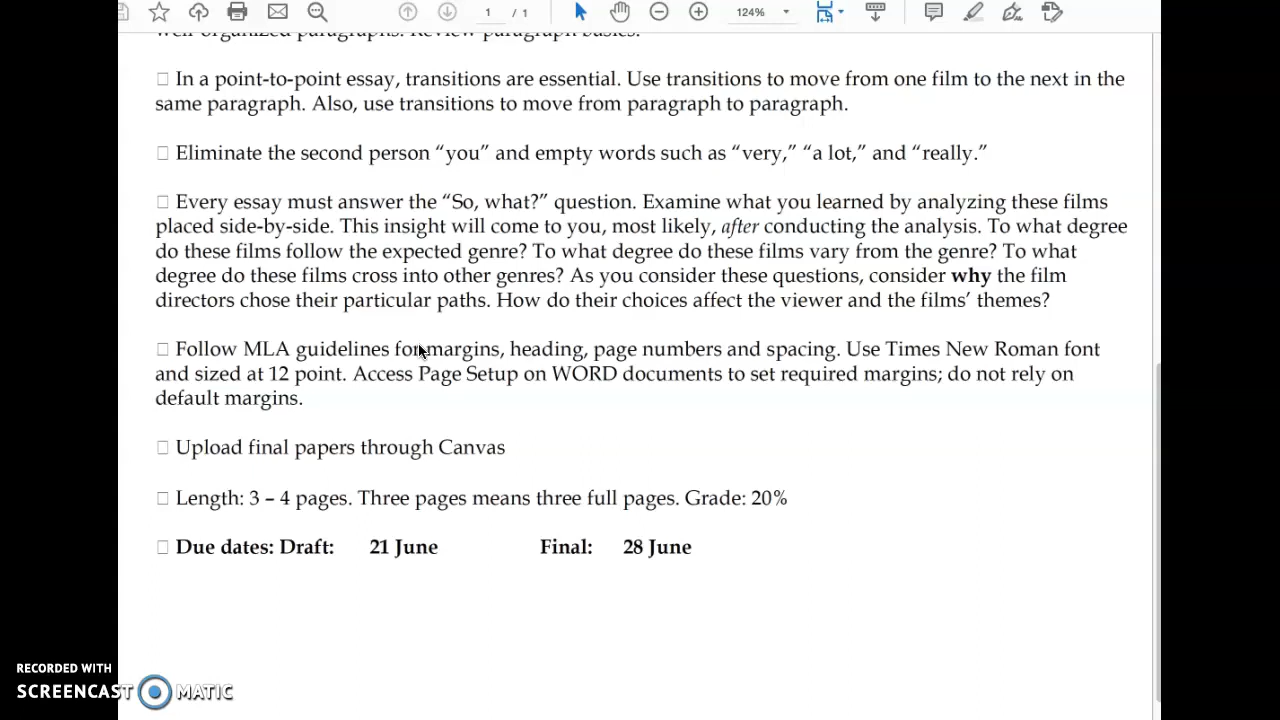 1 / 1
124%
well-organized paragraphs. Review paragraph basics.
In a point-to-point essay, transitions are essential. Use transitions to move from one film to the next in the
same paragraph. Also, use transitions to move from paragraph to paragraph.
Eliminate the second person “you” and empty words such as “very,” “a lot,” and “really.”
Every essay must answer the “So, what?” question. Examine what you learned by analyzing these films
placed side-by-side. This insight will come to you, most likely, after conducting the analysis. To what degree
do these films follow the expected genre? To what degree do these films vary from the genre? To what
degree do these films cross into other genres? As you consider these questions, consider why the film
directors chose their particular paths. How do their choices affect the viewer and the films’ themes?
Follow MLA guidelines for margins, heading, page numbers and spacing. Use Times New Roman font
and sized at 12 point. Access Page Setup on WORD documents to set required margins; do not rely on
default margins.
Upload final papers through Canvas
Length: 3 – 4 pages. Three pages means three full pages. Grade: 20%
Due dates: Draft: 21 June Final: 28 June
RECORDED WITH
SCREENCAST MATIC